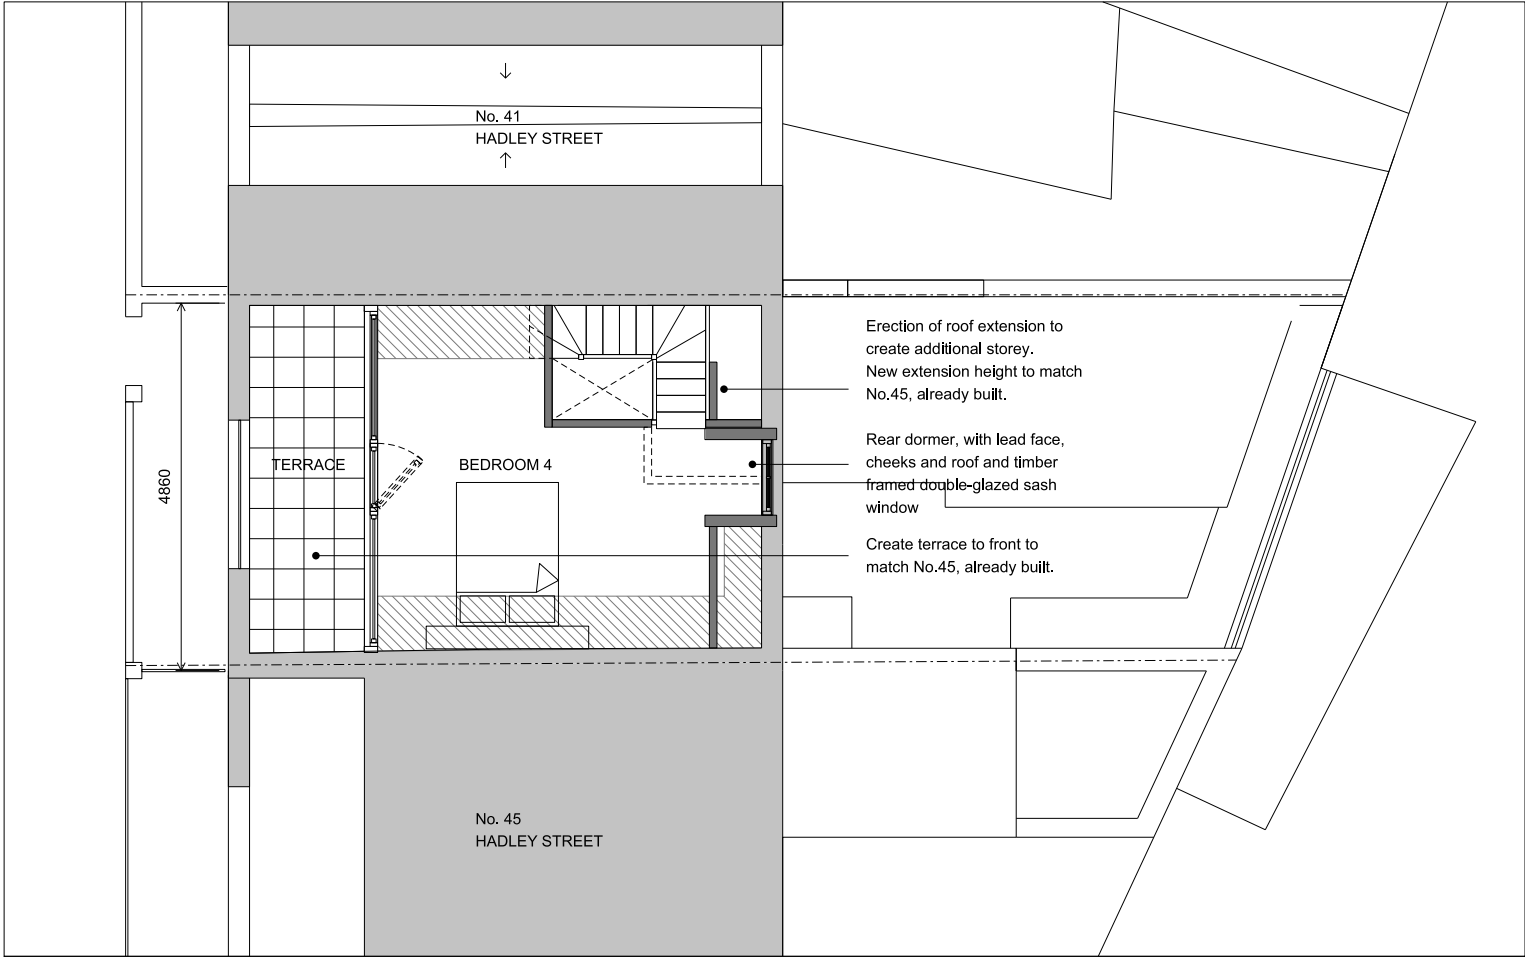 No. 41
HADLEY STREET
Erection of roof extension to
create additional storey.
New extension height to match
No.45, already built.
Rear dormer, with lead face,
cheeks and roof and timber
framed double-glazed sash
window
TERRACE
BEDROOM 4
4860
Create terrace to front to
match No.45, already built.
No. 45
HADLEY STREET